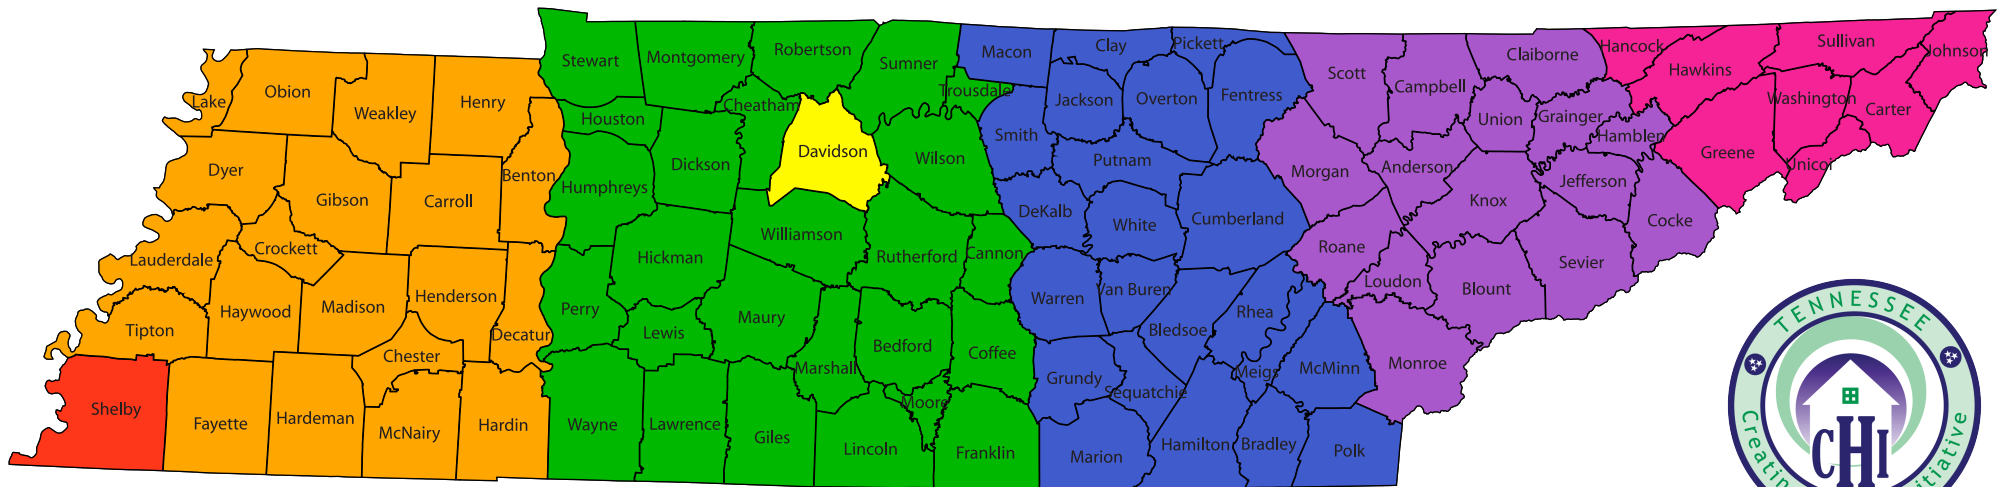 Stewart
Montgomery
Robertson
Sumner
Macon
Clay
Pickett
Scott
Campbell
Claiborne
Hancock
Hawkins
Sullivan
Johnson
Lake
Obion
Weakley
Henry
Houston
Cheatham
Trousdale
Jackson
Overton
Fentress
Union
Grainger
Hamblen
Washington
Carter
Dyer
Gibson
Carroll
Benton
Humphreys
Dickson
Davidson
Wilson
Smith
Putnam
Morgan
Anderson
Knox
Jefferson
Greene
Unicoi
Lauderdale
Crockett
Hickman
Williamson
Rutherford
Cannon
DeKalb
White
Cumberland
Roane
Loudon
Blount
Sevier
Cocke
Tipton
Haywood
Madison
Henderson
Decatur
Perry
Lewis
Maury
Marshall
Bedford
Coffee
Warren
Van Buren
Bledsoe
Rhea
Meigs
McMinn
Monroe
Shelby
Fayette
Hardeman
Chester
McNairy
Hardin
Wayne
Lawrence
Giles
Lincoln
Moore
Franklin
Grundy
Sequatchie
Marion
Hamilton
Bradley
Polk
TENNESSEE
CHI